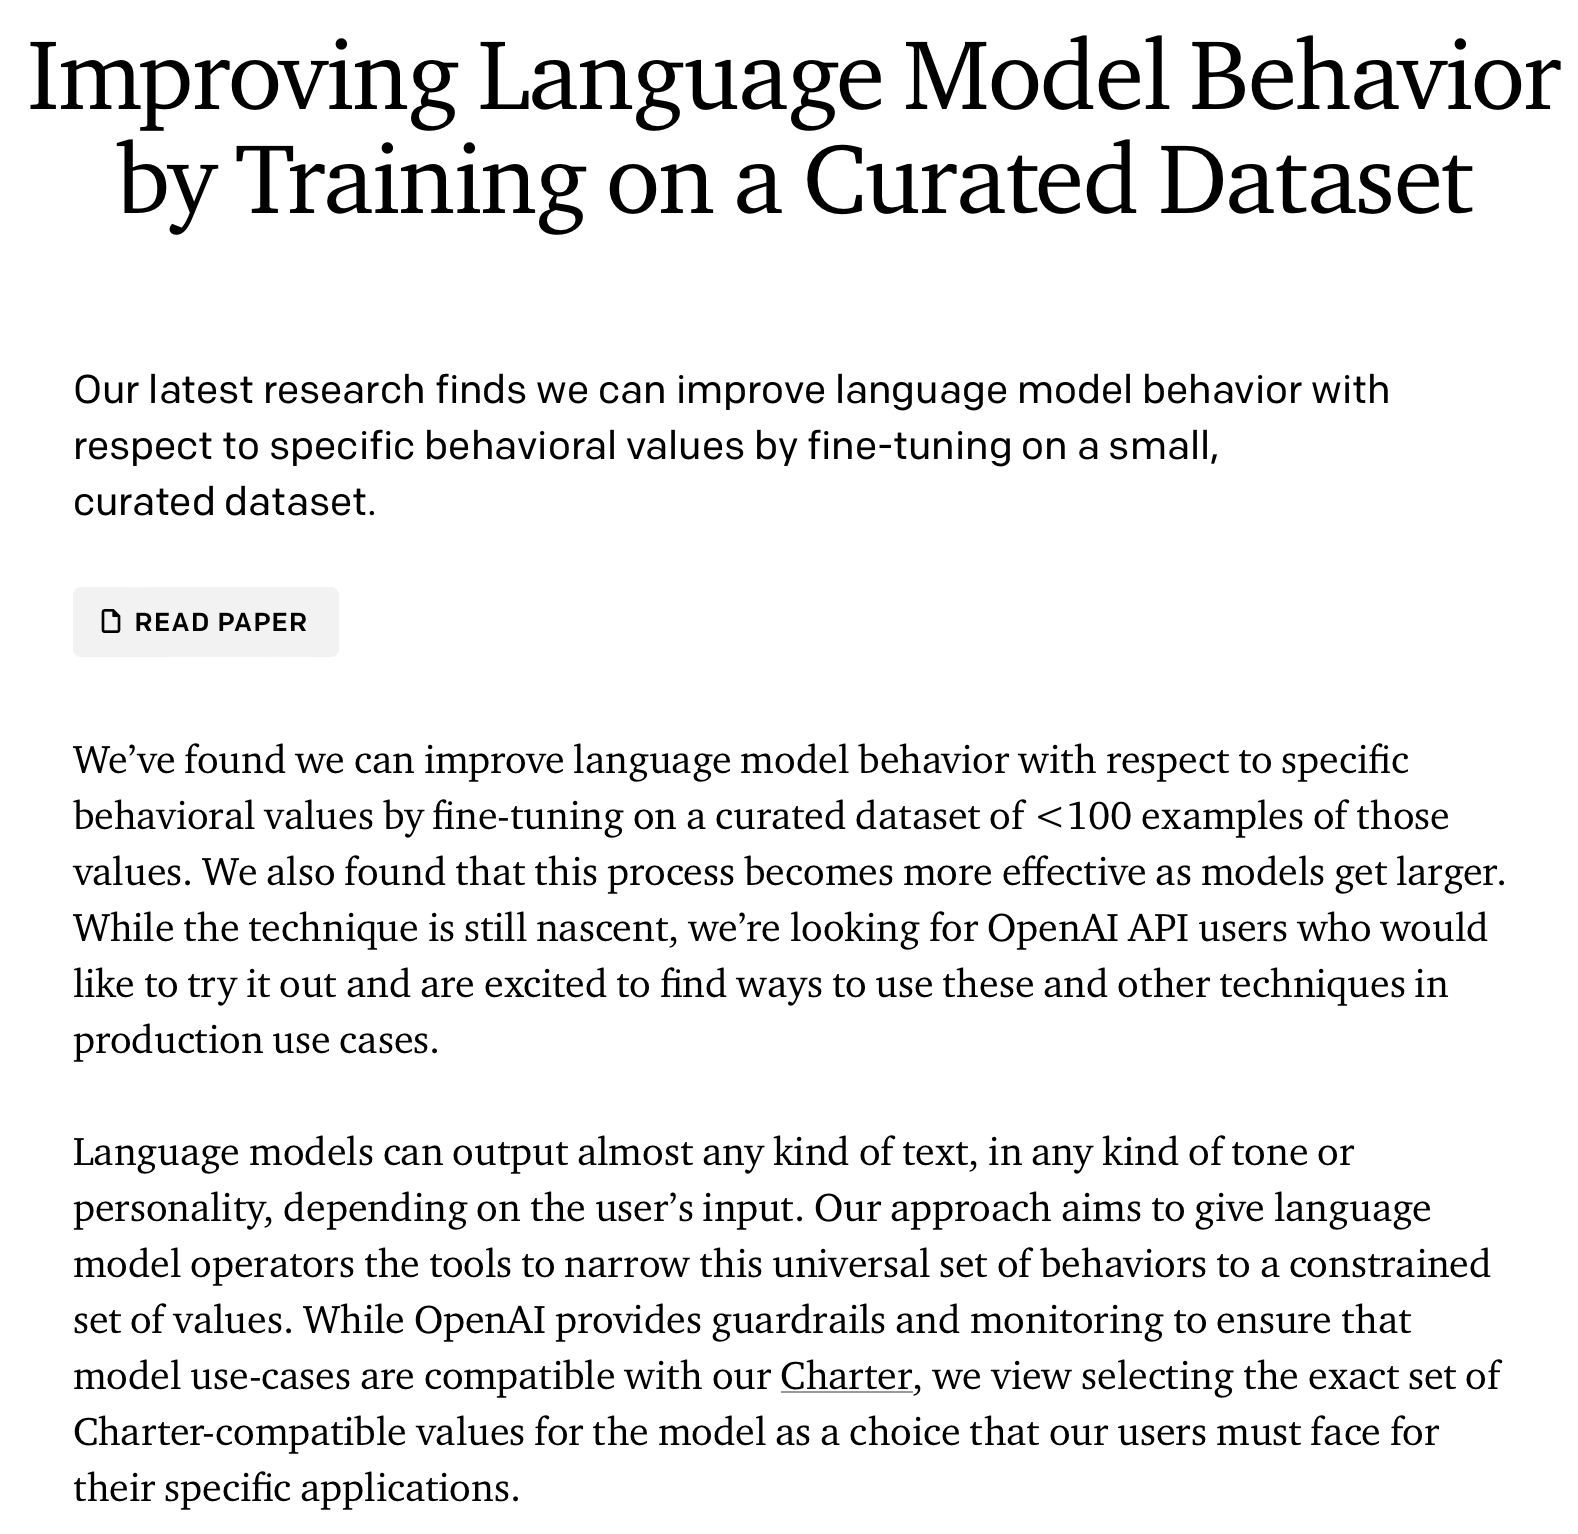 Improving Language Model Behavior
by Training on a Curated Dataset
Our latest research finds we can improve language model behavior with
respect to specific behavioral values by fine-tuning on a small,
curated dataset.
READ PAPER
We’ve found we can improve language model behavior with respect to specific
behavioral values by fine-tuning on a curated dataset of <100 examples of those
values. We also found that this process becomes more effective as models get larger.
While the technique is still nascent, we’re looking for OpenAI API users who would
like to try it out and are excited to find ways to use these and other techniques in
production use cases.
Language models can output almost any kind of text, in any kind of tone or
personality, depending on the user’s input. Our approach aims to give language
model operators the tools to narrow this universal set of behaviors to a constrained
set of values. While OpenAI provides guardrails and monitoring to ensure that
model use-cases are compatible with our Charter, we view selecting the exact set of
Charter-compatible values for the model as a choice that our users must face for
their specific applications.